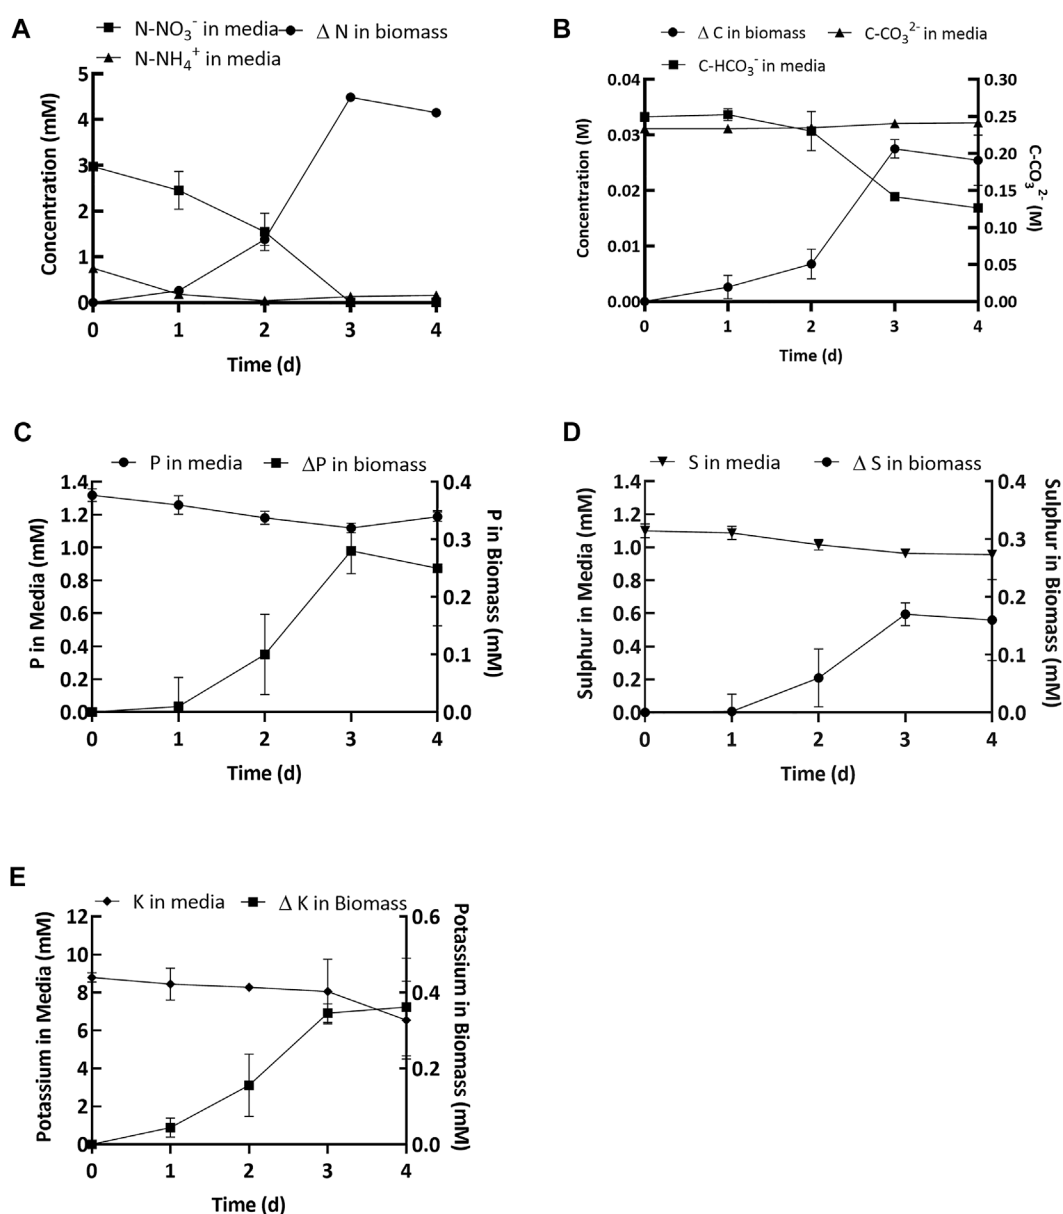 A
N-NO₃⁻ in media
Δ N in biomass
N-NH₄⁺ in media
5
4
3
2
1
0
Concentration (mM)
0 1 2 3 4
Time (d)
B
Δ C in biomass
C-CO₃²⁻ in media
C-HCO₃⁻ in media
0.04
0.03
0.02
0.01
0.00
Concentration (M)
0.30
0.25
0.20
0.15
0.10
0.05
0.00
C-CO₃²⁻ (M)
0 1 2 3 4
Time (d)
C
P in media
ΔP in biomass
1.4
1.2
1.0
0.8
0.6
0.4
0.2
0.0
P in Media (mM)
0.4
0.3
0.2
0.1
0.0
P in Biomass (mM)
0 1 2 3 4
Time (d)
D
S in media
Δ S in biomass
1.4
1.2
1.0
0.8
0.6
0.4
0.2
0.0
Sulphur in Media (mM)
0.4
0.3
0.2
0.1
0.0
Sulphur in Biomass (mM)
0 1 2 3 4
Time (d)
E
K in media
Δ K in Biomass
12
10
8
6
4
2
0
Potassium in Media (mM)
0.6
0.4
0.2
0.0
Potassium in Biomass (mM)
0 1 2 3 4
Time (d)